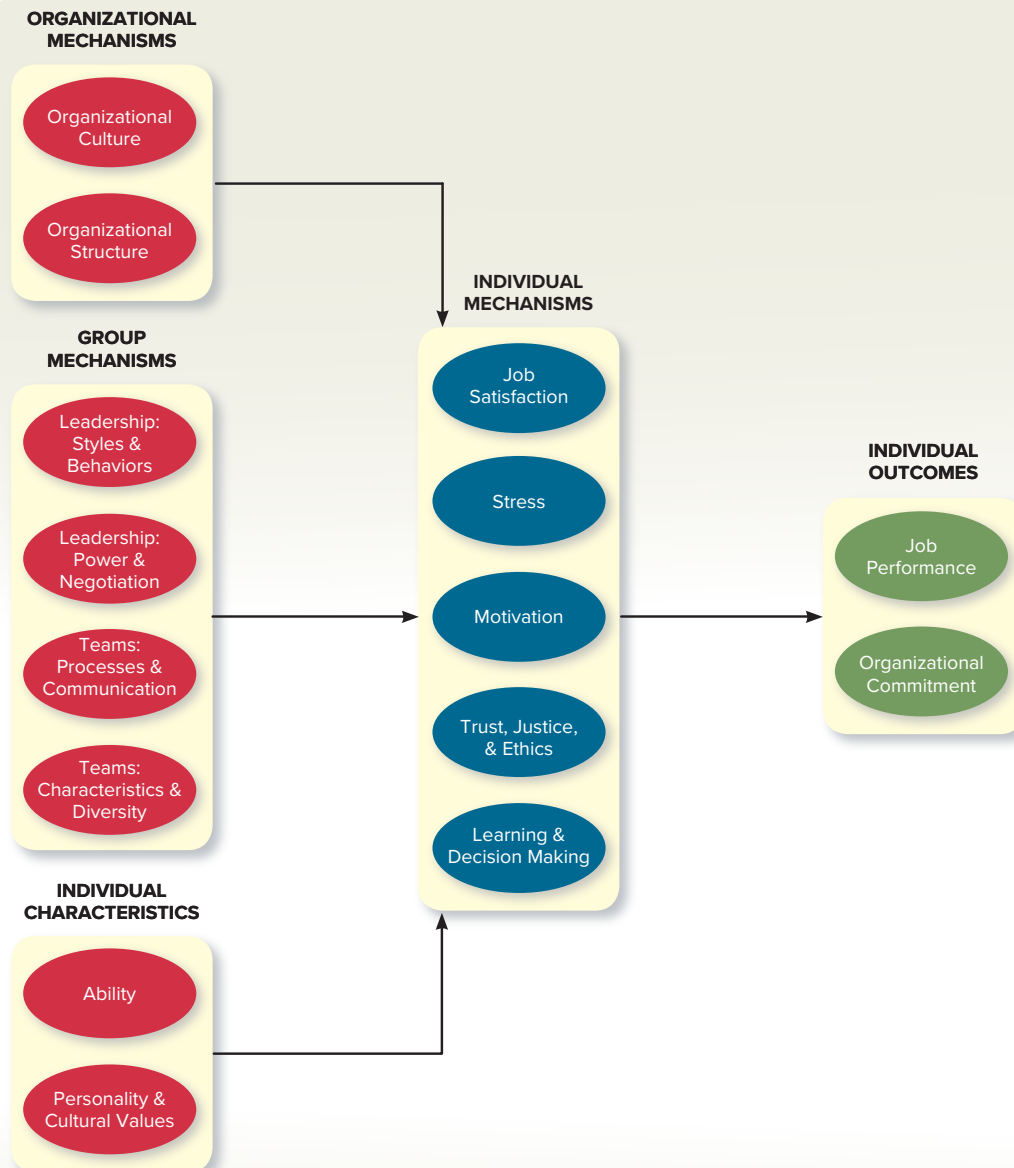 ORGANIZATIONAL
MECHANISMS
Organizational
Culture
Organizational
Structure
GROUP
MECHANISMS
Leadership:
Styles &
Behaviors
Leadership:
Power &
Negotiation
Teams:
Processes &
Communication
Teams:
Characteristics &
Diversity
INDIVIDUAL
CHARACTERISTICS
Ability
Personality &
Cultural Values
INDIVIDUAL
MECHANISMS
Job
Satisfaction
Stress
Motivation
Trust, Justice,
& Ethics
Learning &
Decision Making
INDIVIDUAL
OUTCOMES
Job
Performance
Organizational
Commitment